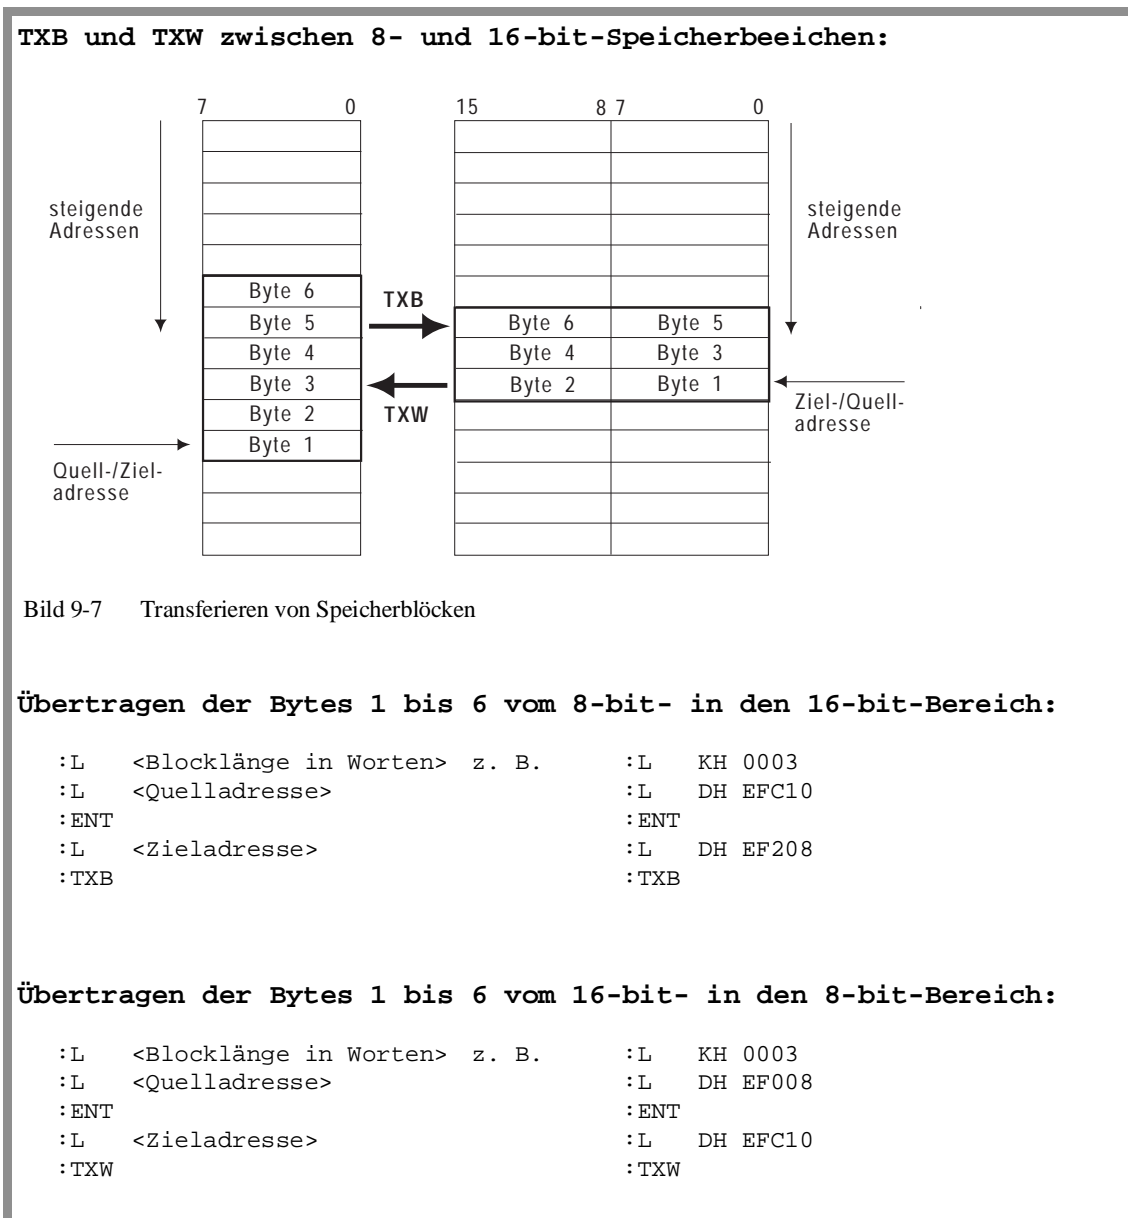 TXB und TXW zwischen 8- und 16-bit-Speicherbeeichen:
7 0 15 8 7 0
steigende
Adressen
steigende
Adressen
Byte 6
TXB
Byte 5 Byte 6 Byte 5
Byte 4 Byte 4 Byte 3
Byte 3 Byte 2 Byte 1
Byte 2
TXW
Byte 1
Ziel-/Quell-
adresse
Quell-/Ziel-
adresse
Bild 9-7 Transferieren von Speicherblöcken
Übertragen der Bytes 1 bis 6 vom 8-bit- in den 16-bit-Bereich:
:L <Blocklänge in Worten> z. B. :L KH 0003
:L <Quelladresse> :L DH EFC10
:ENT :ENT
:L <Zieladresse> :L DH EF208
:TXB :TXB
Übertragen der Bytes 1 bis 6 vom 16-bit- in den 8-bit-Bereich:
:L <Blocklänge in Worten> z. B. :L KH 0003
:L <Quelladresse> :L DH EF008
:ENT :ENT
:L <Zieladresse> :L DH EFC10
:TXW :TXW